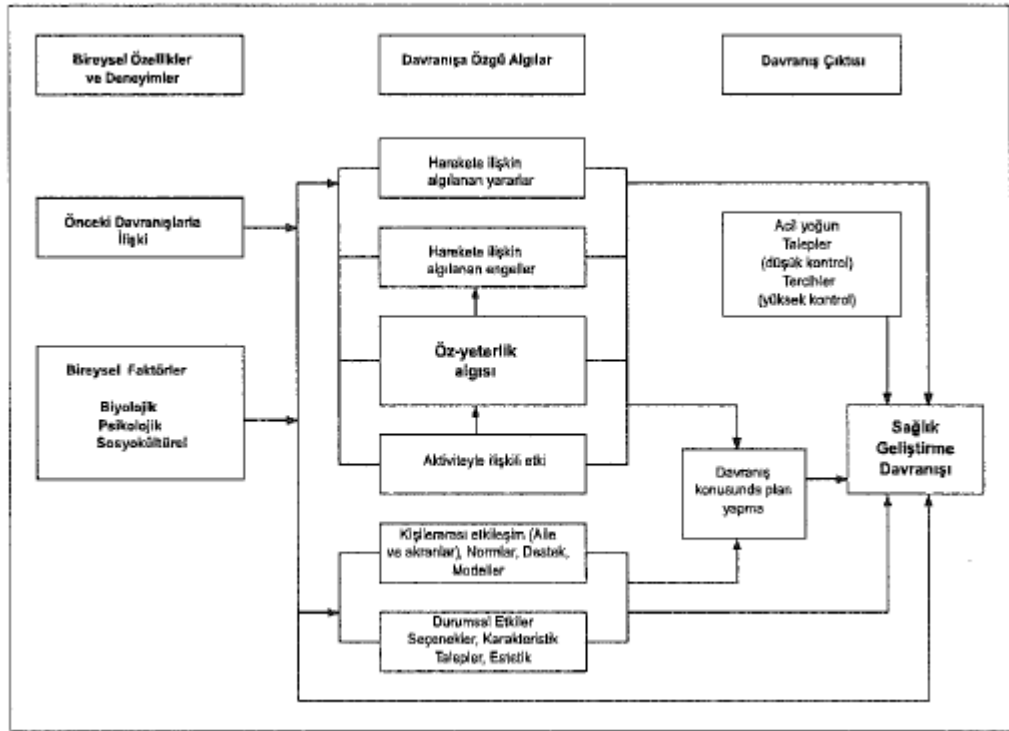 Bireysel Özellikler
ve Deneyimler
Davranışa Özgü Algılar
Davranış Çıktısı
Harekete ilişkin
algılanan yararlar
Önceki Davranışlarla
İlişki
Harekete ilişkin
algılanan engeller
Acil yoğun
Talepler
(düşük kontrol)
Tercihler
(yüksek kontrol)
Öz-yeterlik
algısı
Bireysel Faktörler
Biyolojik
Psikolojik
Sosyokültürel
Aktiviteyle ilişkili etki
Davranış
konusunda plan
yapma
Sağlık
Geliştirme
Davranışı
Kişilerarası etkileşim (Aile
ve akranlar), Normlar, Destek,
Modeller
Durumsal Etkiler
Seçenekler, Karakteristik
Talepler, Estetik